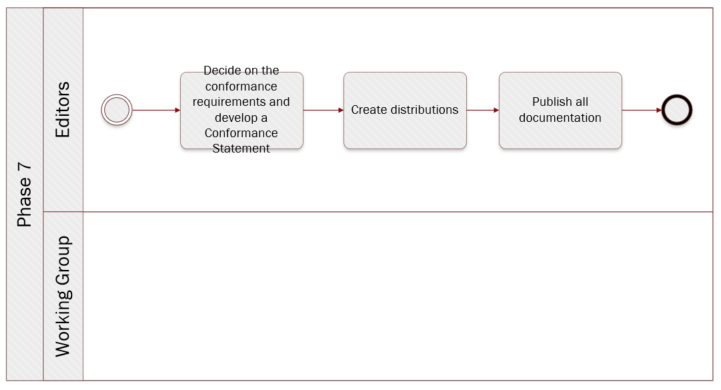 Phase 7
Editors
Decide on the
conformance
requirements and
develop a
Conformance
Statement
Create distributions
Publish all
documentation
Working Group